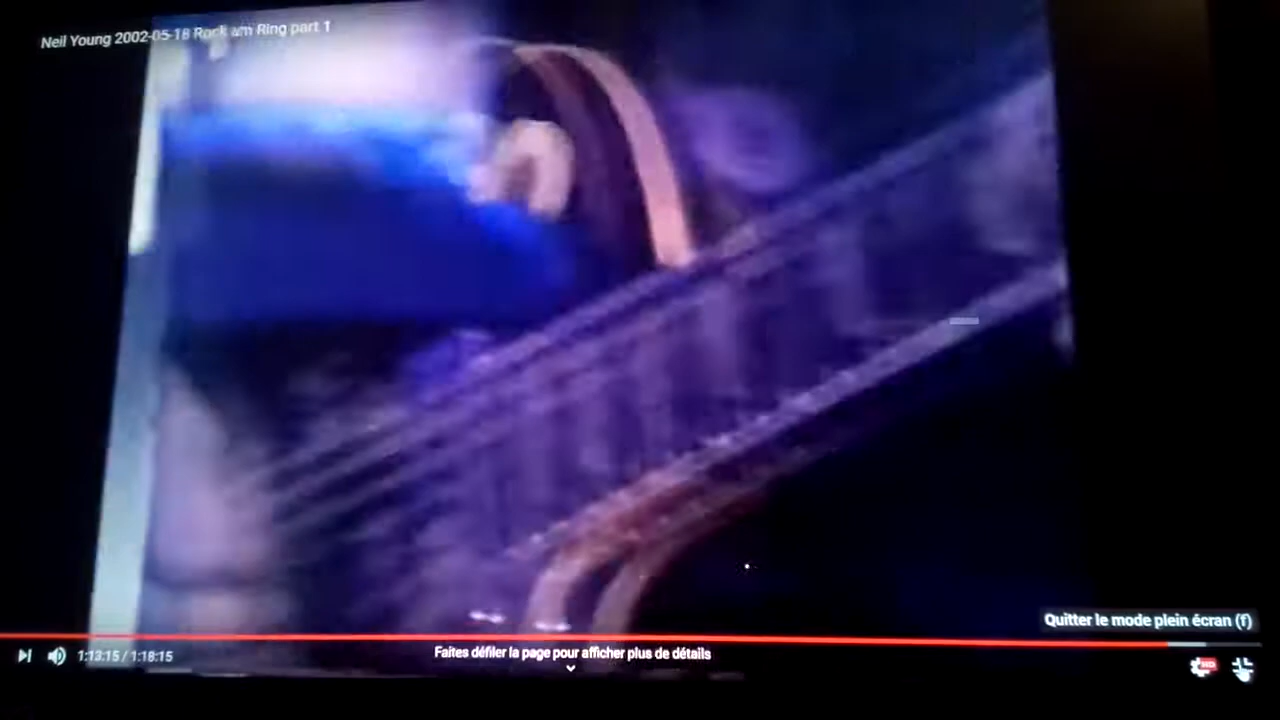 Neil Young 2002-05-18 Rock am Ring part 1
Quitter le mode plein écran (f)
1:13:15 / 1:18:15
Faites défiler la page pour afficher plus de détails
HD